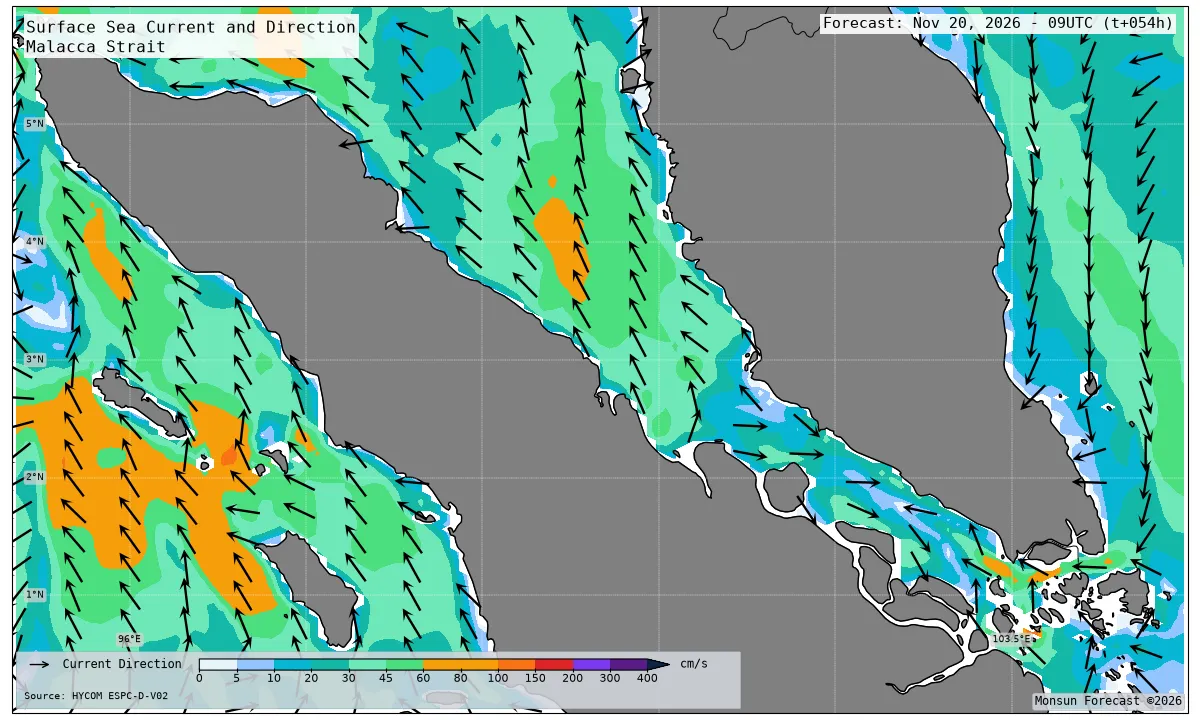 Surface Sea Current and Direction
Malacca Strait
Forecast: Nov 20, 2026 - 09UTC (t+054h)
5°N
4°N
3°N
2°N
1°N
96°E
103.5°E
Current Direction
0 5 10 20 30 45 60 80 100 150 200 300 400
cm/s
Source: HYCOM ESPC-D-V02
Monsun Forecast ©2026